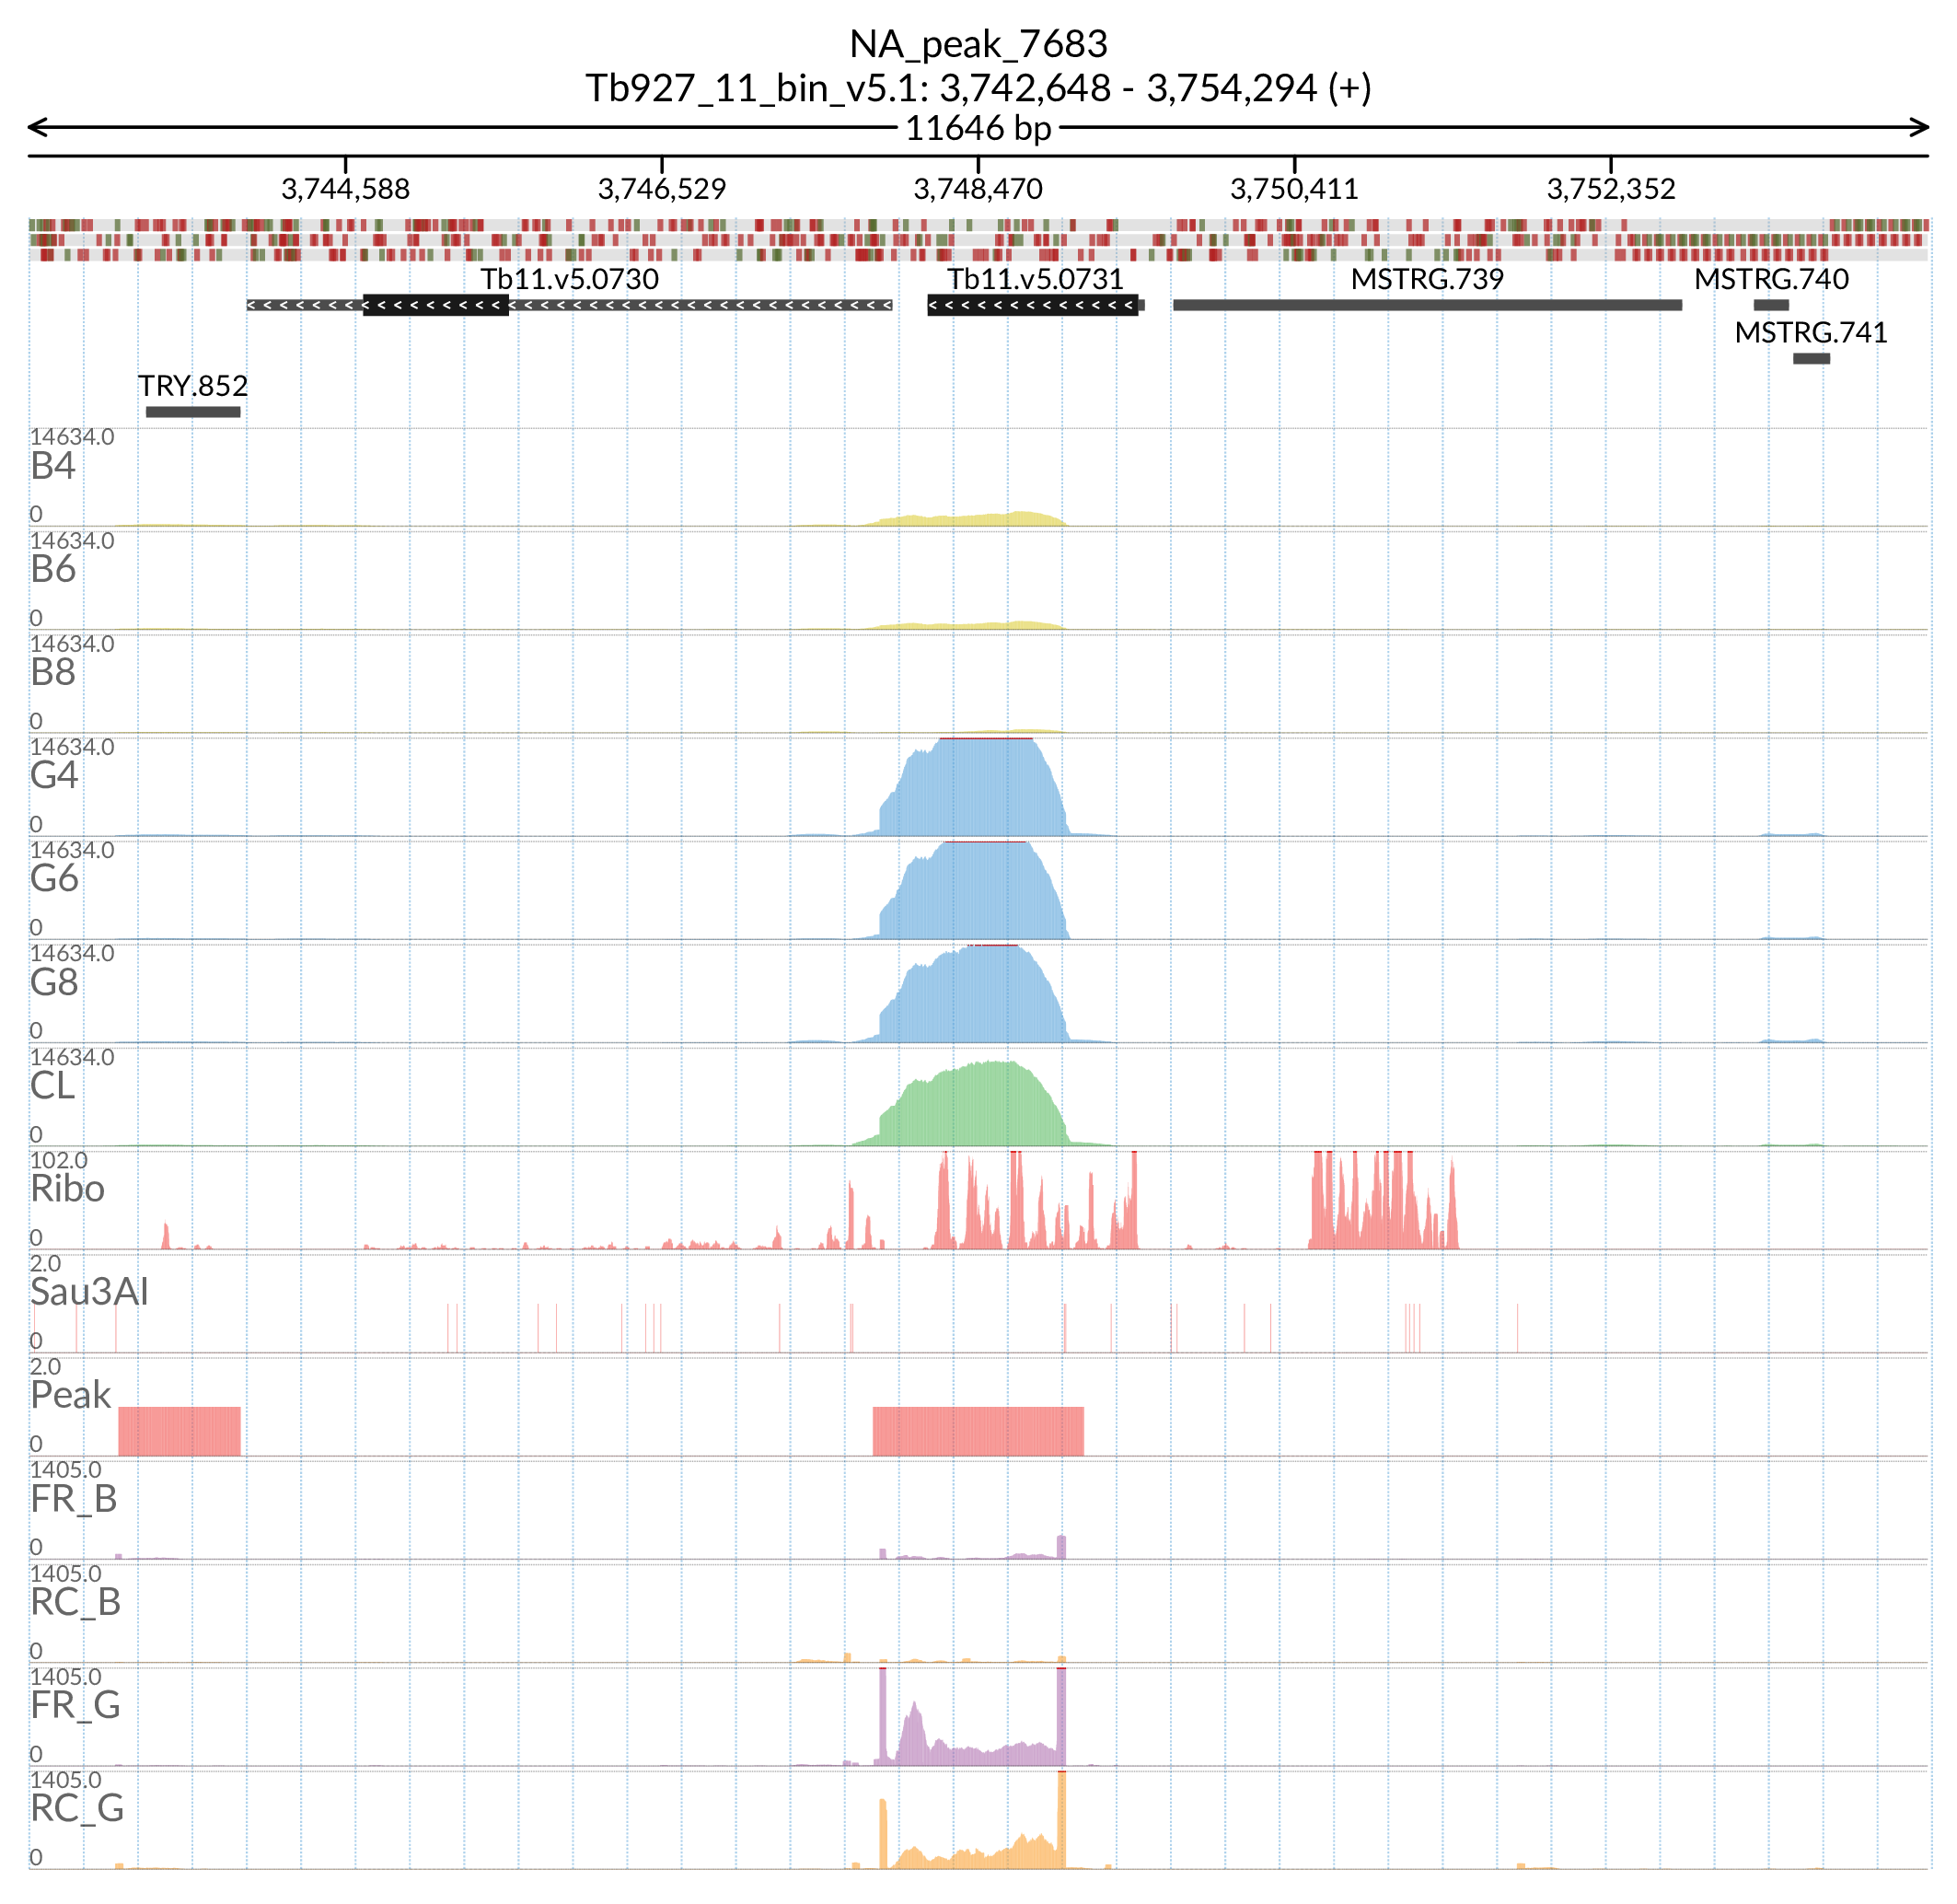 NA_peak_7683
Tb927_11_bin_v5.1: 3,742,648 - 3,754,294 (+)
11646 bp
3,744,588 3,746,529 3,748,470 3,750,411 3,752,352
Tb11.v5.0730 Tb11.v5.0731 MSTRG.739 MSTRG.740
MSTRG.741
TRY.852
14634.0
B4
0
14634.0
B6
0
14634.0
B8
0
14634.0
G4
0
14634.0
G6
0
14634.0
G8
0
14634.0
CL
0
102.0
Ribo
0
2.0
Sau3AI
0
2.0
Peak
0
1405.0
FR_B
0
1405.0
RC_B
0
1405.0
FR_G
0
1405.0
RC_G
0